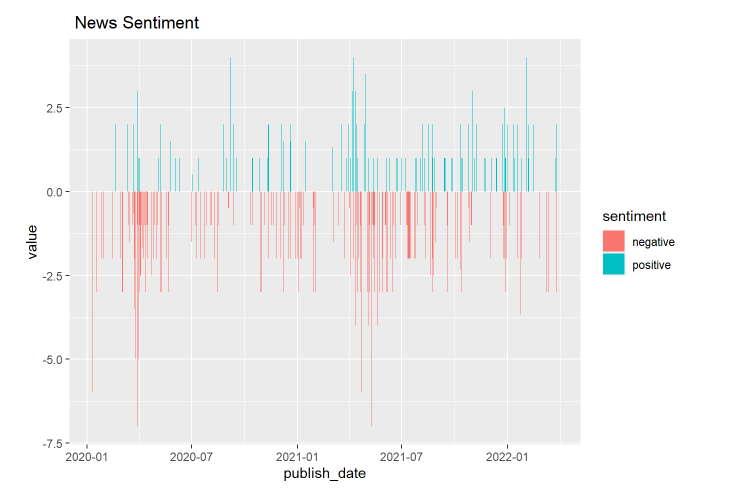 News Sentiment
2.5
0.0
-2.5
-5.0
-7.5
value
2020-01
2020-07
2021-01
2021-07
2022-01
publish_date
sentiment
negative
positive